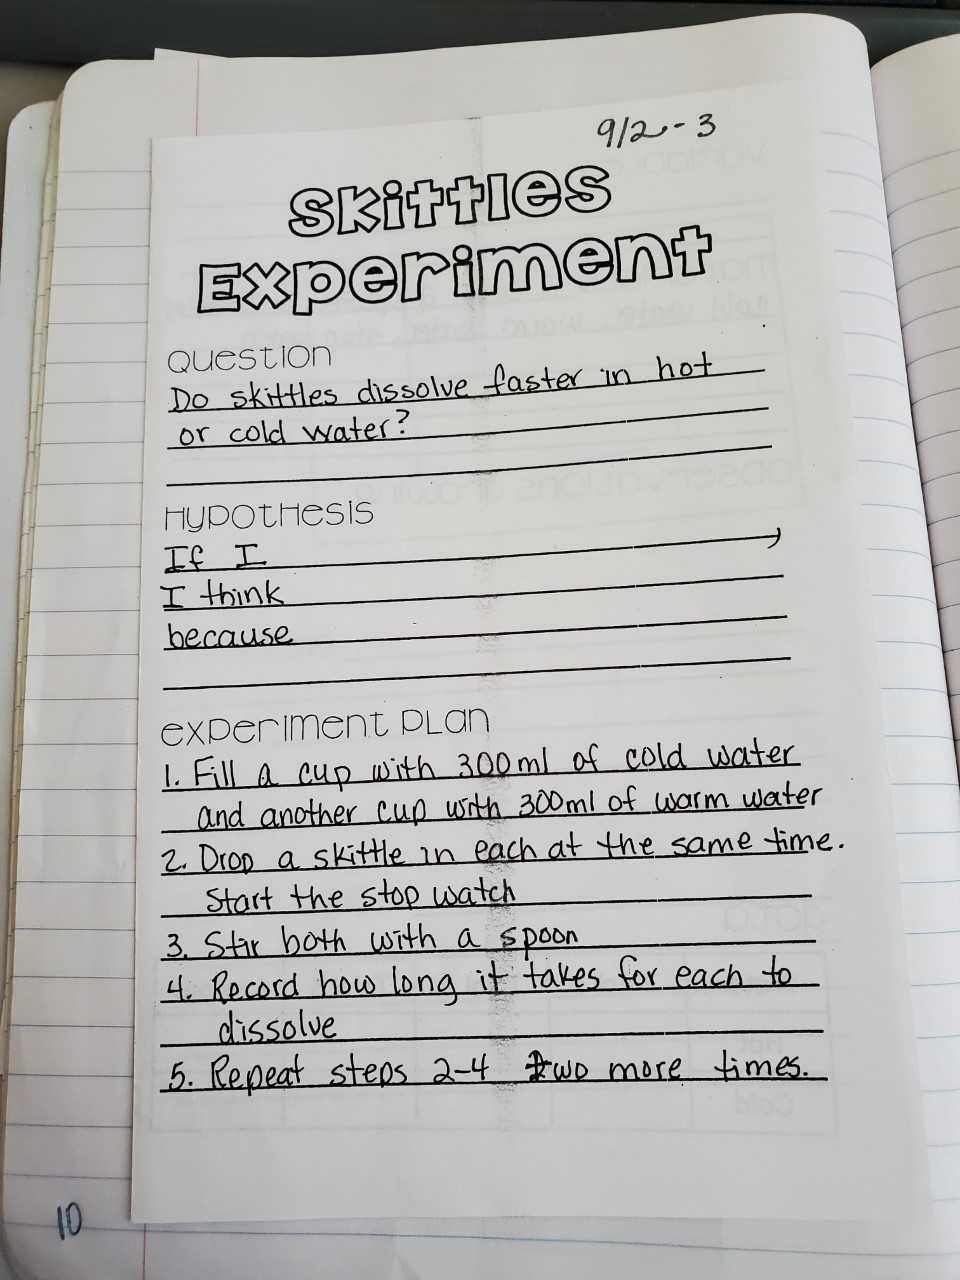 9/2-3
Skittles
Experiment
Question
Do skittles dissolve faster in hot
or cold water?
Hypothesis
If I
I think
because
Experiment Plan
1. Fill a cup with 300ml of cold water
and another cup with 300ml of warm water
2. Drop a skittle in each at the same time.
Start the stop watch
3. Stir both with a spoon
4. Record how long it takes for each to
dissolve
5. Repeat steps 2-4 two more times.
10